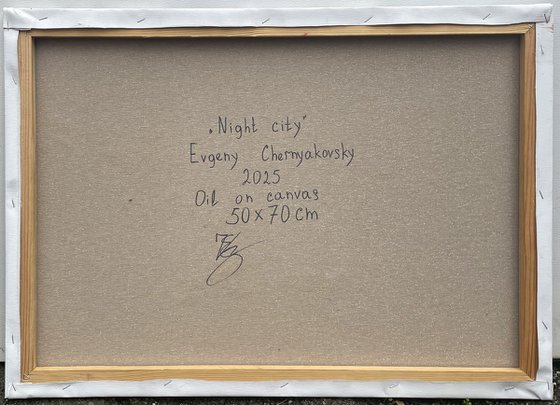 „Night city"
Evgeny Chernyakovsky
2025
Oil on canvas
50x70 cm